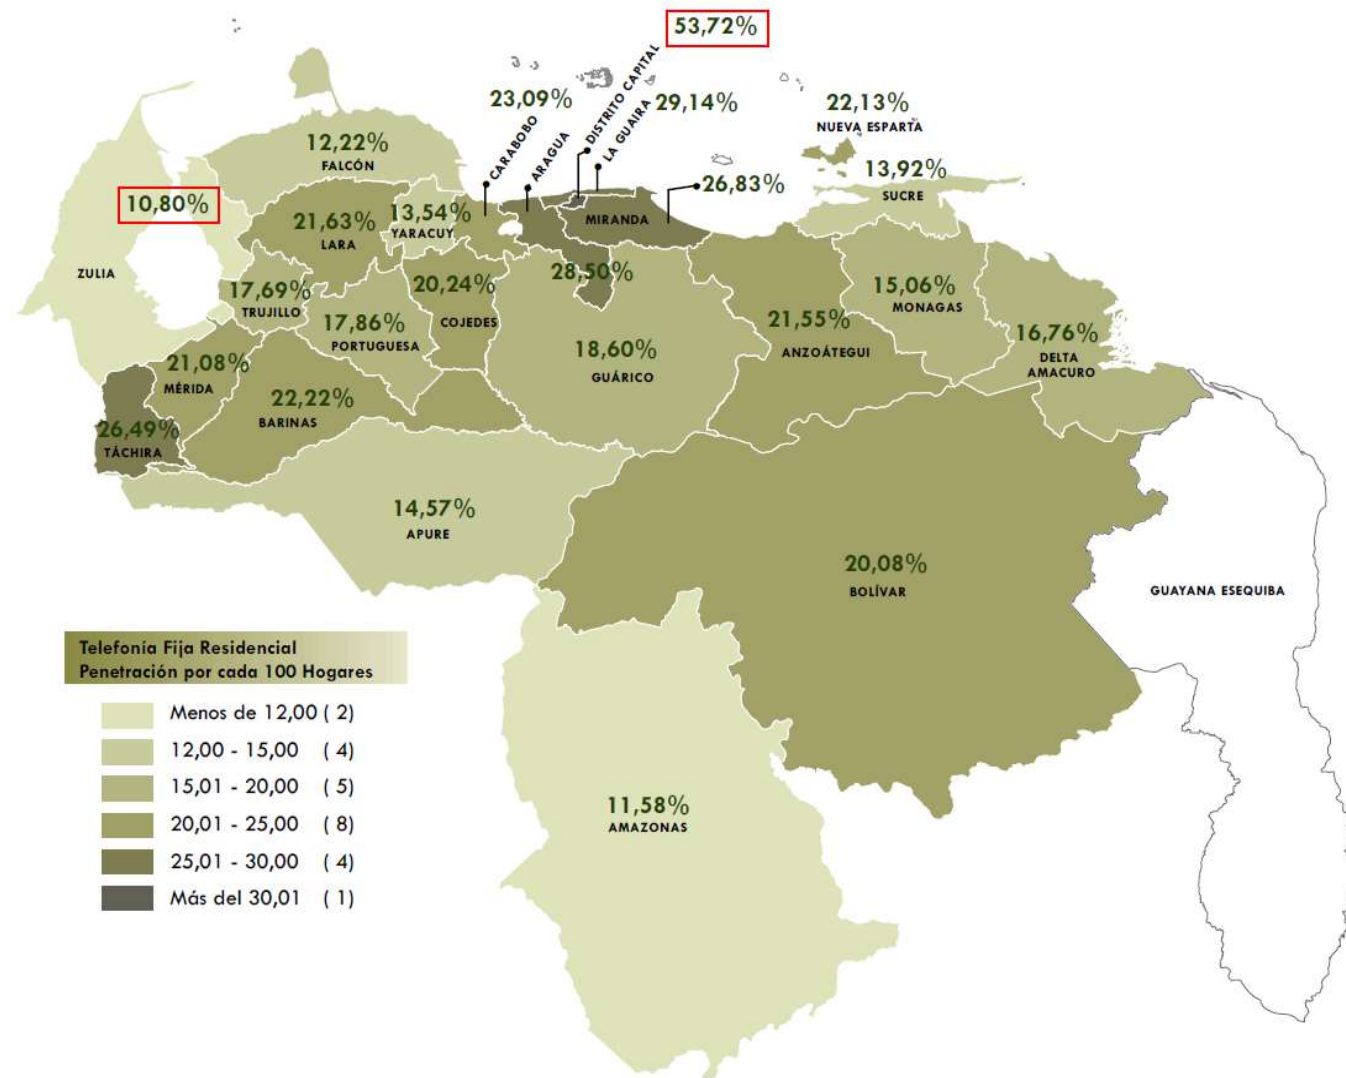 53,72%
DISTRITO CAPITAL
23,09%
CARABOBO
ARAGUA
LA GUAIRA
29,14%
22,13%
NUEVA ESPARTA
12,22%
FALCÓN
13,92%
SUCRE
26,83%
MIRANDA
10,80%
ZULIA
21,63%
LARA
13,54%
YARACUY
28,50%
17,69%
TRUJILLO
20,24%
COJEDES
15,06%
MONAGAS
17,86%
PORTUGUESA
21,55%
ANZOÁTEGUI
16,76%
DELTA
AMACURO
18,60%
GUÁRICO
21,08%
MÉRIDA
22,22%
BARINAS
26,49%
TÁCHIRA
14,57%
APURE
20,08%
BOLÍVAR
GUAYANA ESEQUIBA
11,58%
AMAZONAS
Telefonía Fija Residencial
Penetración por cada 100 Hogares
Menos de 12,00 ( 2)
12,00 - 15,00 ( 4)
15,01 - 20,00 ( 5)
20,01 - 25,00 ( 8)
25,01 - 30,00 ( 4)
Más del 30,01 ( 1)